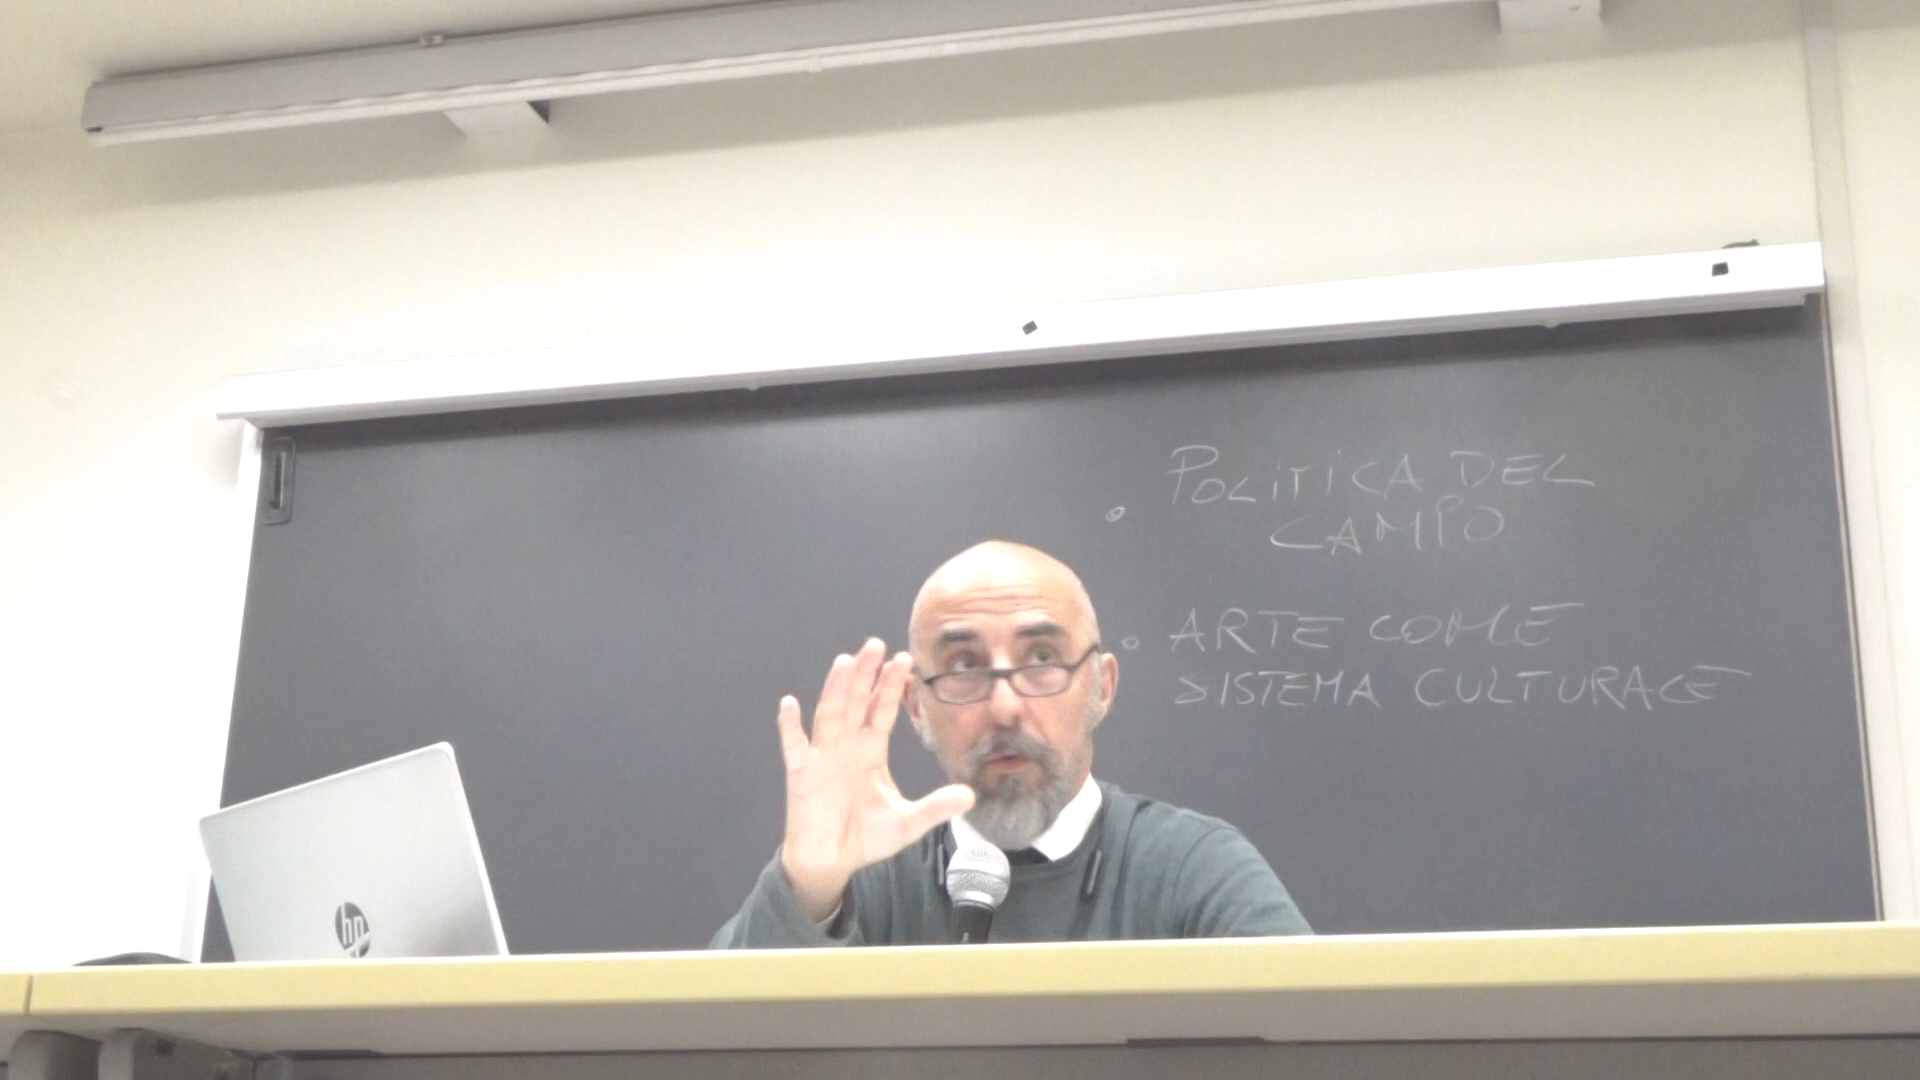 • POLITICA DEL
CAMPO
• ARTE COME
SISTEMA CULTURALE
hp